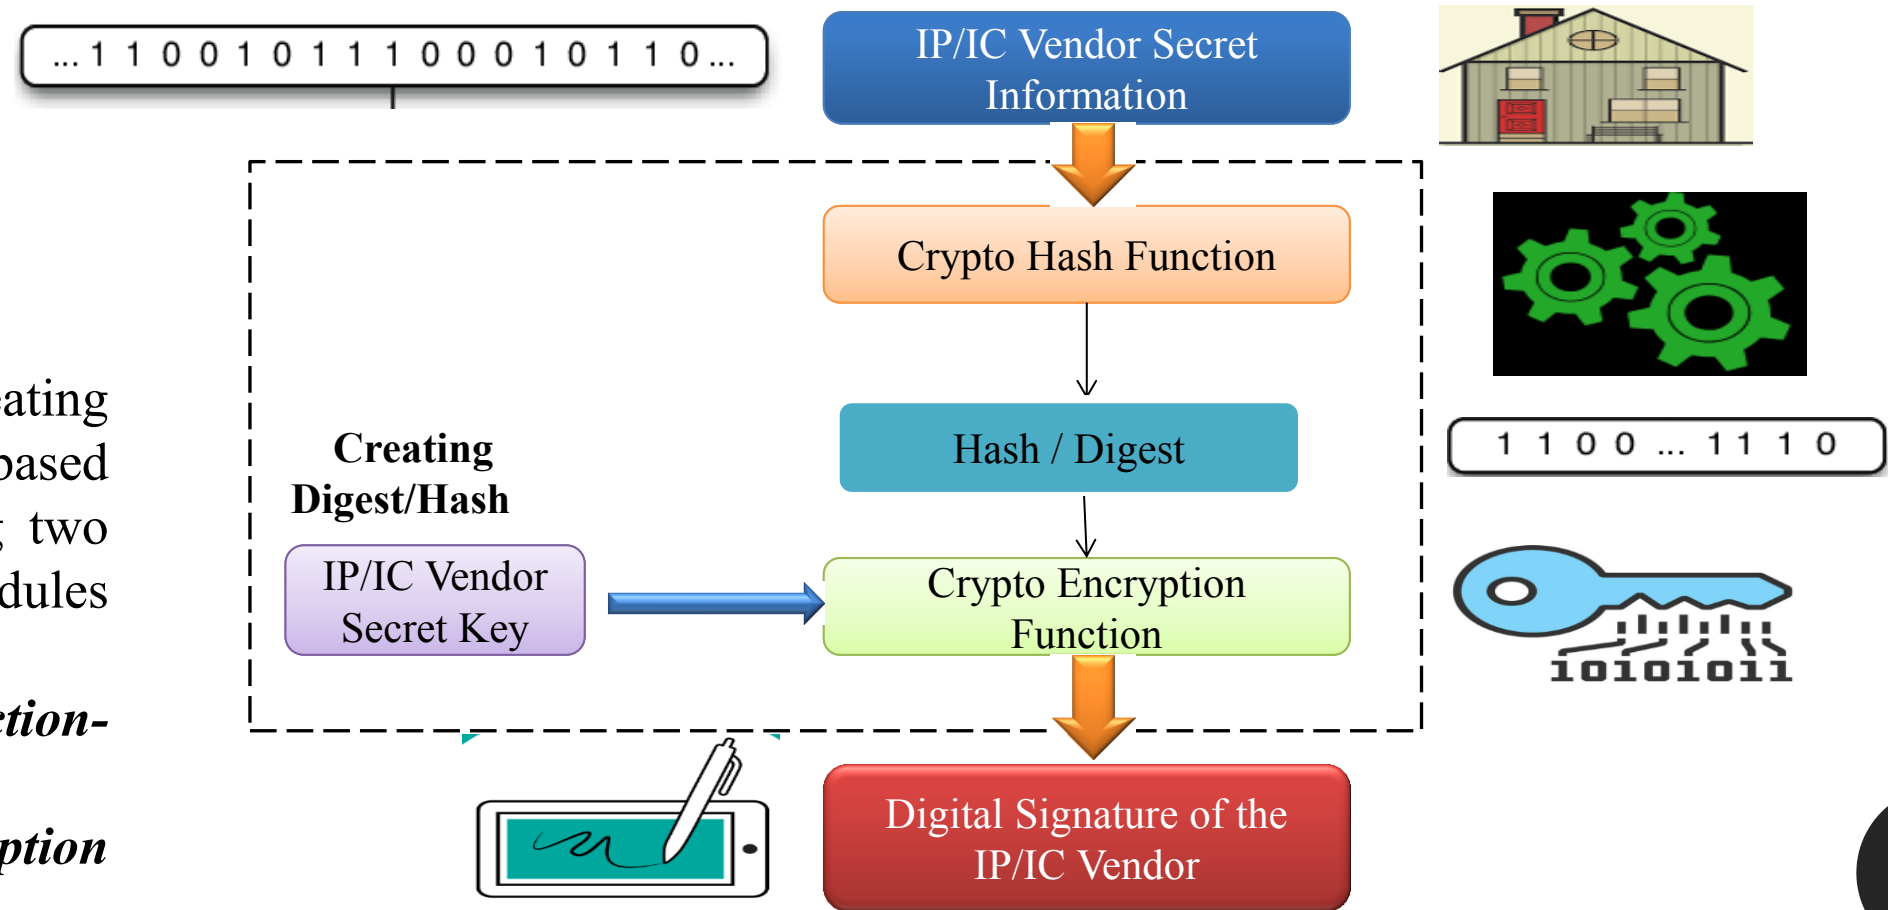 ...1 1 0 0 1 0 1 1 1 0 0 0 1 0 1 1 0...
IP/IC Vendor Secret
Information
Crypto Hash Function
eating
based
two
dules
Creating
Digest/Hash
Hash / Digest
1 1 0 0 ... 1 1 1 0
IP/IC Vendor
Secret Key
Crypto Encryption
Function
10101011
ction-
ption
Digital Signature of the
IP/IC Vendor